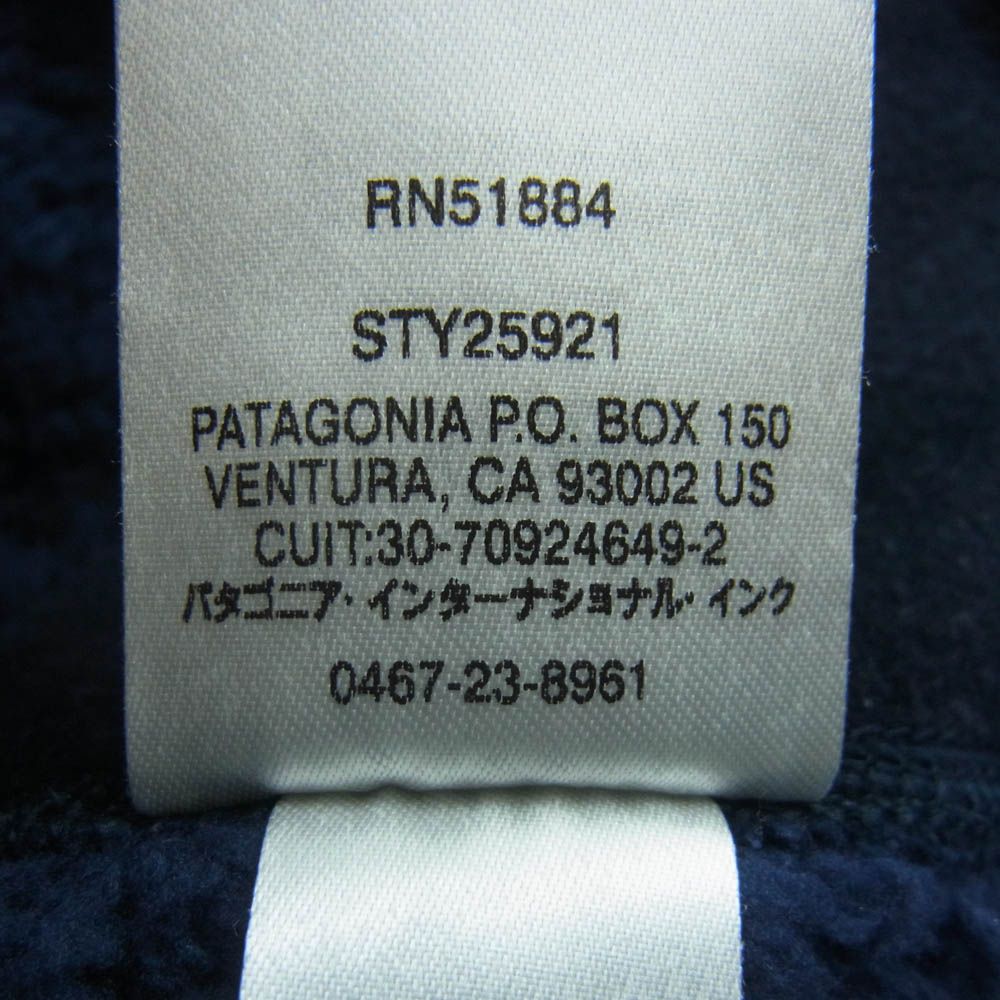 RN51884
STY25921
PATAGONIA P.O. BOX 150
VENTURA, CA 93002 US
CUIT:30-70924649-2
パタゴニア・インターナショナル・インク
0467-23-8961